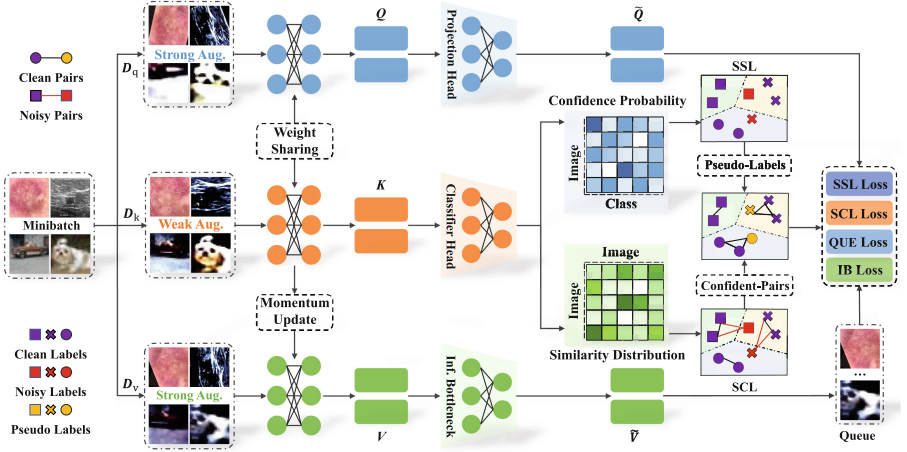 Clean Pairs
Noisy Pairs
Minibatch
Clean Labels
Noisy Labels
Pseudo Labels
D_q
D_k
D_v
Strong Aug.
Weak Aug.
Strong Aug.
Weight
Sharing
Momentum
Update
Q
K
V
Projection Head
Classifier Head
Inf. Bottleneck
Q̃
Confidence Probability
Image
Class
Image
Image
Similarity Distribution
Ṽ
SSL
Pseudo-Labels
Confident-Pairs
SCL
SSL Loss
SCL Loss
QUE Loss
IB Loss
...
Queue